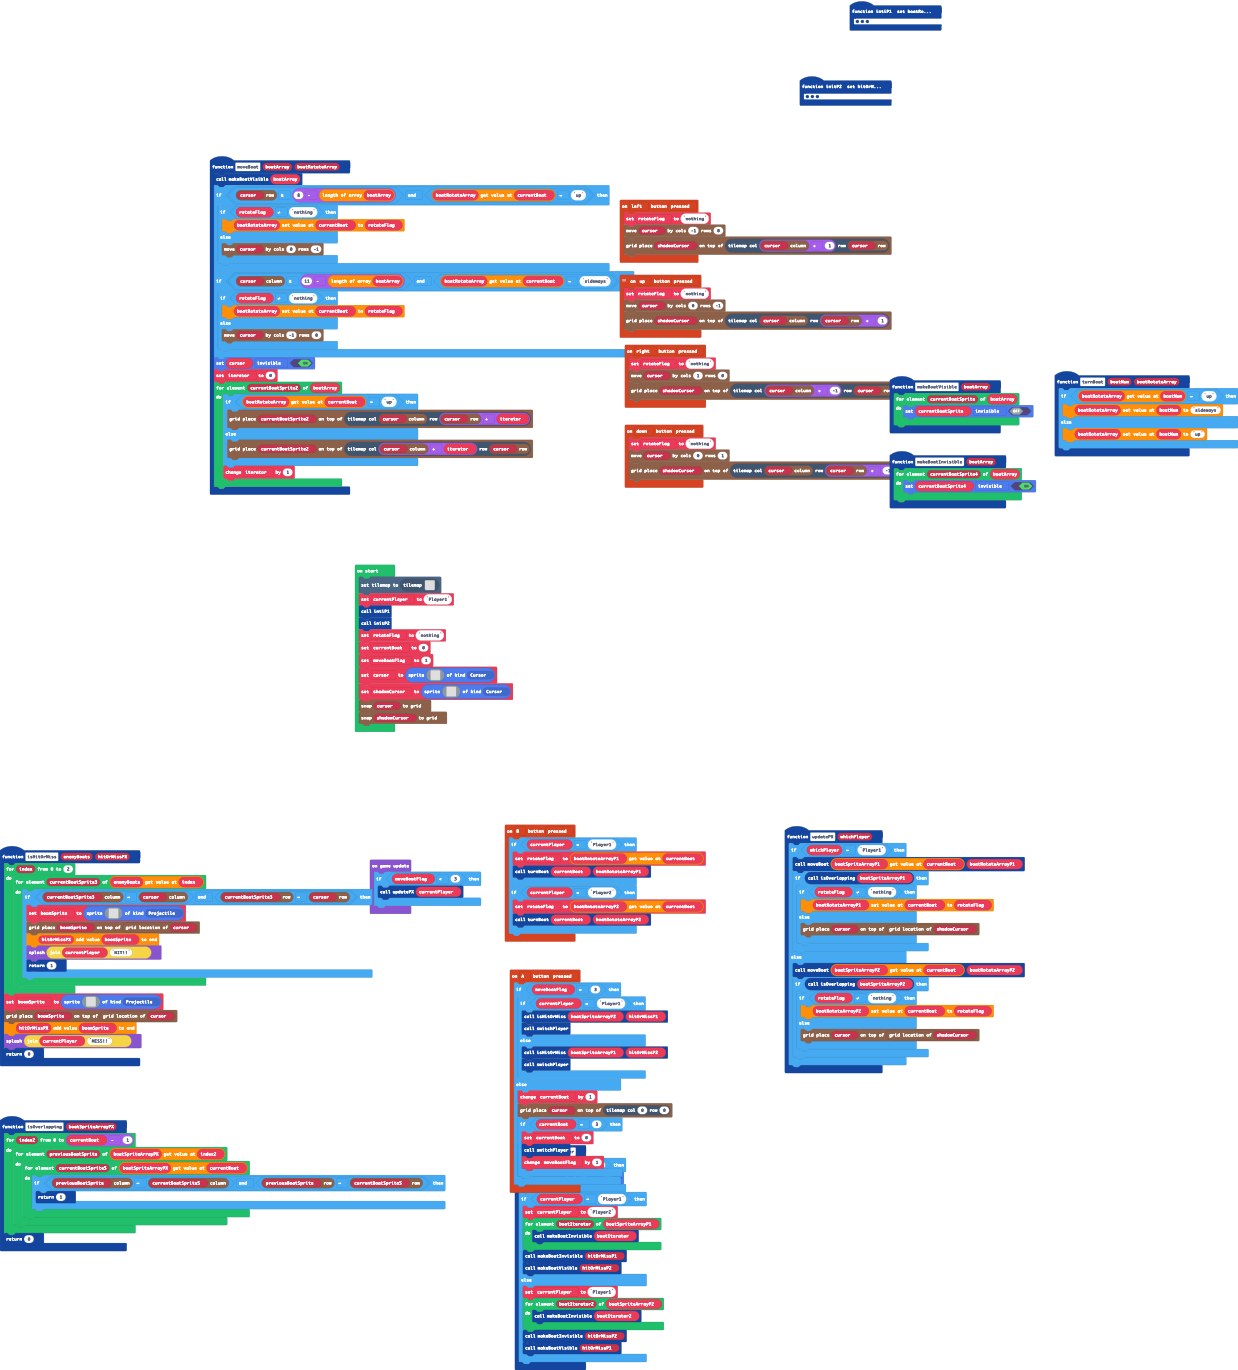 function intiP1 set boatRo...
function initP2 set hitOrM...
function moveBoat boatArray boatRotateArray
call makeBoatVisible boatArray
if cursor row ≥ 8 - length of array boatArray and boatRotateArray get value at currentBoat = up then
if rotateFlag ≠ nothing then
boatRotateArray set value at currentBoat to rotateFlag
else
move cursor by cols 0 rows -1
if cursor column ≥ 11 - length of array boatArray and boatRotateArray get value at currentBoat = sideways
if rotateFlag ≠ nothing then
boatRotateArray set value at currentBoat to rotateFlag
else
move cursor by cols -1 rows 0
set cursor invisible on
set iterator to 0
for element currentBoatSprite2 of boatArray
do
if boatRotateArray get value at currentBoat = up then
grid place currentBoatSprite2 on top of tilemap col cursor column row cursor row + iterator
else
grid place currentBoatSprite2 on top of tilemap col cursor column + iterator row cursor row
change iterator by 1
on left button pressed
set rotateFlag to nothing
move cursor by cols -1 rows 0
grid place shadowCursor on top of tilemap col cursor column + 1 row cursor row
on up button pressed
set rotateFlag to nothing
move cursor by cols 0 rows -1
grid place shadowCursor on top of tilemap col cursor column row cursor row + 1
on right button pressed
set rotateFlag to nothing
move cursor by cols 1 rows 0
grid place shadowCursor on top of tilemap col cursor column + -1 row cursor row
on down button pressed
set rotateFlag to nothing
move cursor by cols 0 rows 1
grid place shadowCursor on top of tilemap col cursor column row cursor row +
function makeBoatVisible boatArray
for element currentBoatSprite of boatArray
do set currentBoatSprite invisible off
function makeBoatInvisible boatArray
for element currentBoatSprite4 of boatArray
do set currentBoatSprite4 invisible on
function turnBoat boatNum boatRotateArray
if boatRotateArray get value at boatNum = up then
boatRotateArray set value at boatNum to sideways
else
boatRotateArray set value at boatNum to up
on start
set tilemap to tilemap
set currentPlayer to Player1
call intiP1
call initP2
set rotateFlag to nothing
set currentBoat to 0
set moveBoatFlag to 1
set cursor to sprite of kind Cursor
set shadowCursor to sprite of kind Cursor
snap cursor to grid
snap shadowCursor to grid
function isHitOrMiss enemyBoats hitOrMissPX
for index from 0 to 2
do for element currentBoatSprite3 of enemyBoats get value at index
do if currentBoatSprite3 column = cursor column and currentBoatSprite3 row = cursor row then
set boomSprite to sprite of kind Projectile
grid place boomSprite on top of grid location of cursor
hitOrMissPX add value boomSprite to end
splash join currentPlayer HIT!!
return 1
set boomSprite to sprite of kind Projectile
grid place boomSprite on top of grid location of cursor
hitOrMissPX add value boomSprite to end
splash join currentPlayer MISS!!
return 0
on game update
if moveBoatFlag < 3 then
call updatePX currentPlayer
on B button pressed
if currentPlayer = Player1 then
set rotateFlag to boatRotateArrayP1 get value at currentBoat
call turnBoat currentBoat boatRotateArrayP1
if currentPlayer = Player2 then
set rotateFlag to boatRotateArrayP2 get value at currentBoat
call turnBoat currentBoat boatRotateArrayP2
function updatePX whichPlayer
if whichPlayer = Player1 then
call moveBoat boatSpriteArrayP1 get value at currentBoat boatRotateArrayP1
if call isOverlapping boatSpriteArrayP1 then
if rotateFlag ≠ nothing then
boatRotateArrayP1 set value at currentBoat to rotateFlag
else
grid place cursor on top of grid location of shadowCursor
else
call moveBoat boatSpriteArrayP2 get value at currentBoat boatRotateArrayP2
if call isOverlapping boatSpriteArrayP2 then
if rotateFlag ≠ nothing then
boatRotateArrayP2 set value at currentBoat to rotateFlag
else
grid place cursor on top of grid location of shadowCursor
function isOverlapping boatSpriteArrayPX
for index2 from 0 to currentBoat - 1
do for element previousBoatSprite of boatSpriteArrayPX get value at index2
do for element currentBoatSprite5 of boatSpriteArrayPX get value at currentBoat
do if previousBoatSprite column = currentBoatSprite5 column and previousBoatSprite row = currentBoatSprite5 row then
return 1
return 0
on A button pressed
if moveBoatFlag = 3 then
if currentPlayer = Player1 then
call isHitOrMiss boatSpriteArrayP2 hitOrMissP1
call switchPlayer
else
call isHitOrMiss boatSpriteArrayP1 hitOrMissP2
call switchPlayer
else
change currentBoat by 1
grid place cursor on top of tilemap col 0 row 0
if currentBoat = 3 then
set currentBoat to 0
call switchPlayer
change moveBoatFlag by 1
then
if currentPlayer = Player1 then
set currentPlayer to Player2
for element boatIterator of boatSpriteArrayP1
do call makeBoatInvisible boatIterator
call makeBoatInvisible hitOrMissP1
call makeBoatVisible hitOrMissP2
else
set currentPlayer to Player1
for element boatIterator2 of boatSpriteArrayP2
do call makeBoatInvisible boatIterator2
call makeBoatInvisible hitOrMissP2
call makeBoatVisible hitOrMissP1